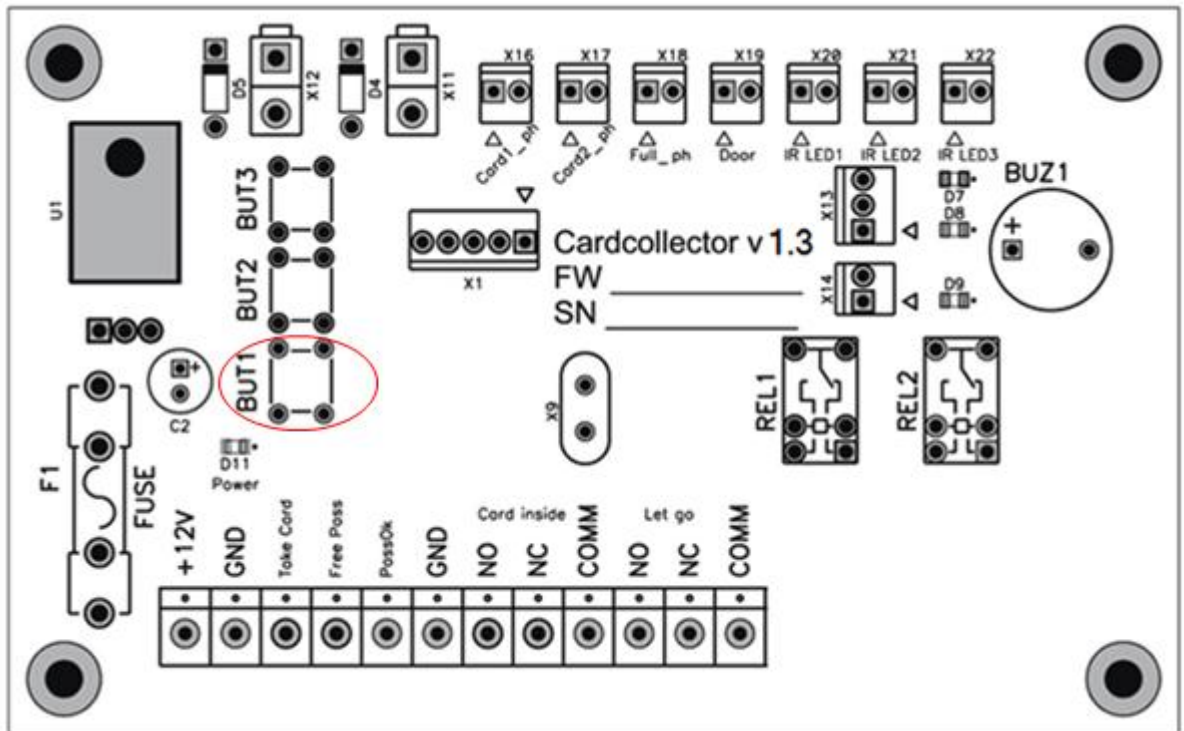 X16 X17 X18 X19 X20 X21 X22
D5 X12 D4 X11
Card1_ph Card2_ph Full_ph Door IR LED1 IR LED2 IR LED3
U1
BUT3
X13
D7
D8
BUZ1
+
Cardcollector v 1.3
X1
FW
SN
BUT2
X14
D9
BUT1
+
C2
X9
REL1
REL2
D11
Power
F1
FUSE
Card inside Let go
+12V GND Take Card Free Pass PassOk GND NO NC COMM NO NC COMM